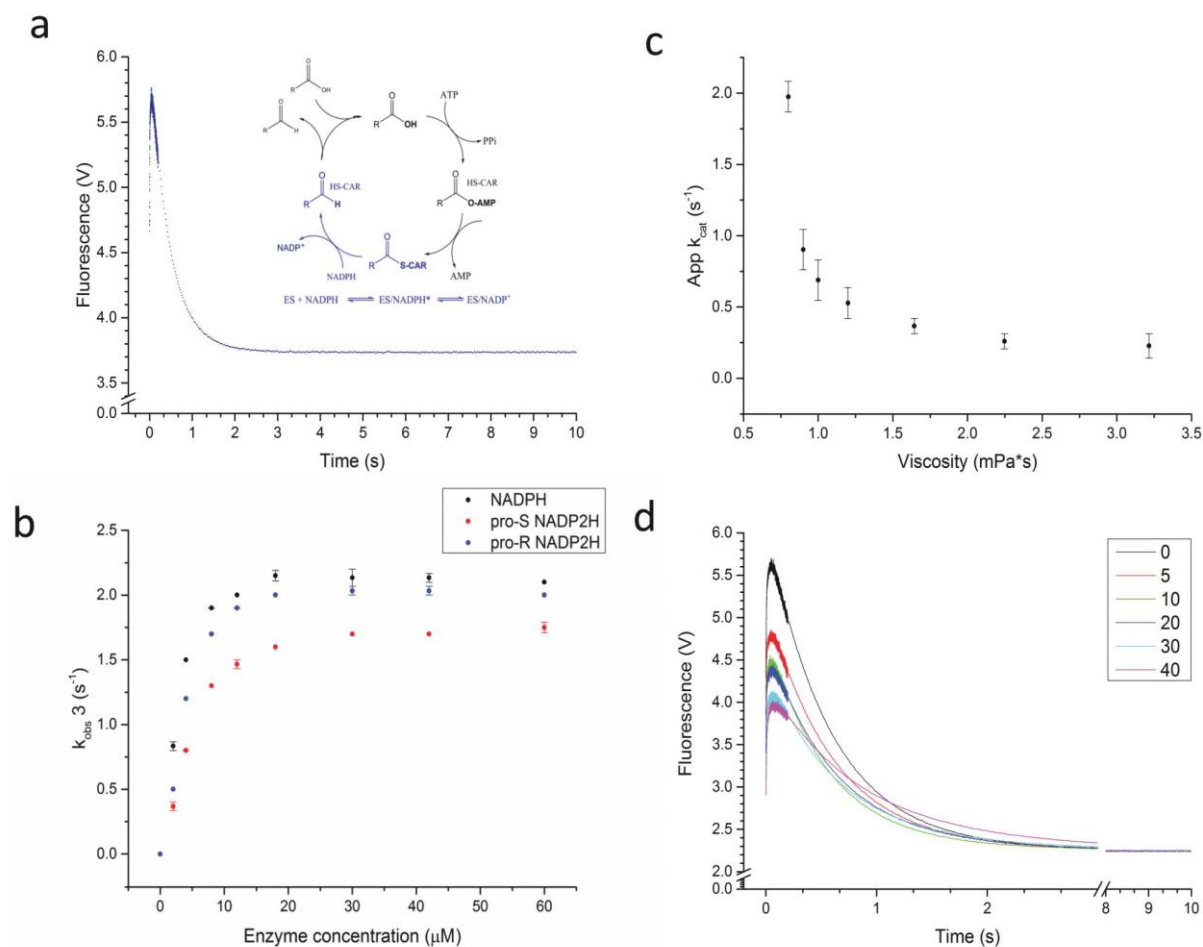 a
6.0
5.5
5.0
4.5
4.0
3.5
0.0
Fluorescence (V)
0 1 2 3 4 5 6 7 8 9 10
Time (s)
R
O
OH
R
O
H
R
O
OH
ATP
PPi
HS-CAR
R
O
O-AMP
AMP
R
O
S-CAR
NADPH
NADP⁺
HS-CAR
R
O
H
ES + NADPH ES/NADPH* ES/NADP⁺
c
2.0
1.5
1.0
0.5
0.0
App kcat (s⁻¹)
0.5 1.0 1.5 2.0 2.5 3.0 3.5
Viscosity (mPa*s)
b
NADPH
pro-S NADP2H
pro-R NADP2H
2.5
2.0
1.5
1.0
0.5
0.0
kobs 3 (s⁻¹)
0 10 20 30 40 50 60
Enzyme concentration (μM)
d
0
5
10
20
30
40
6.0
5.5
5.0
4.5
4.0
3.5
3.0
2.5
2.0
0.0
Fluorescence (V)
0 1 2 8 9 10
Time (s)